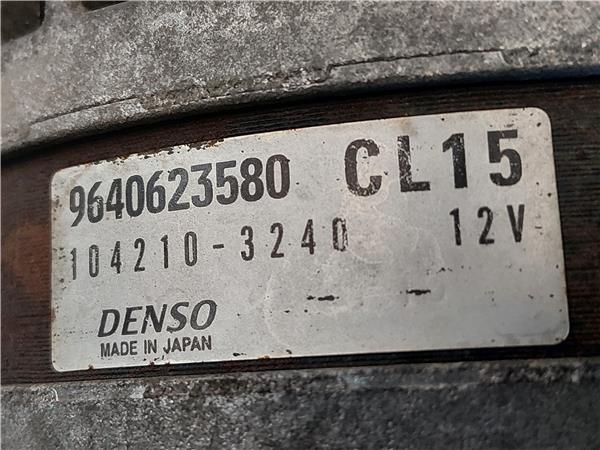 9640623580 CL15
104210-3240 12V
DENSO
MADE IN JAPAN